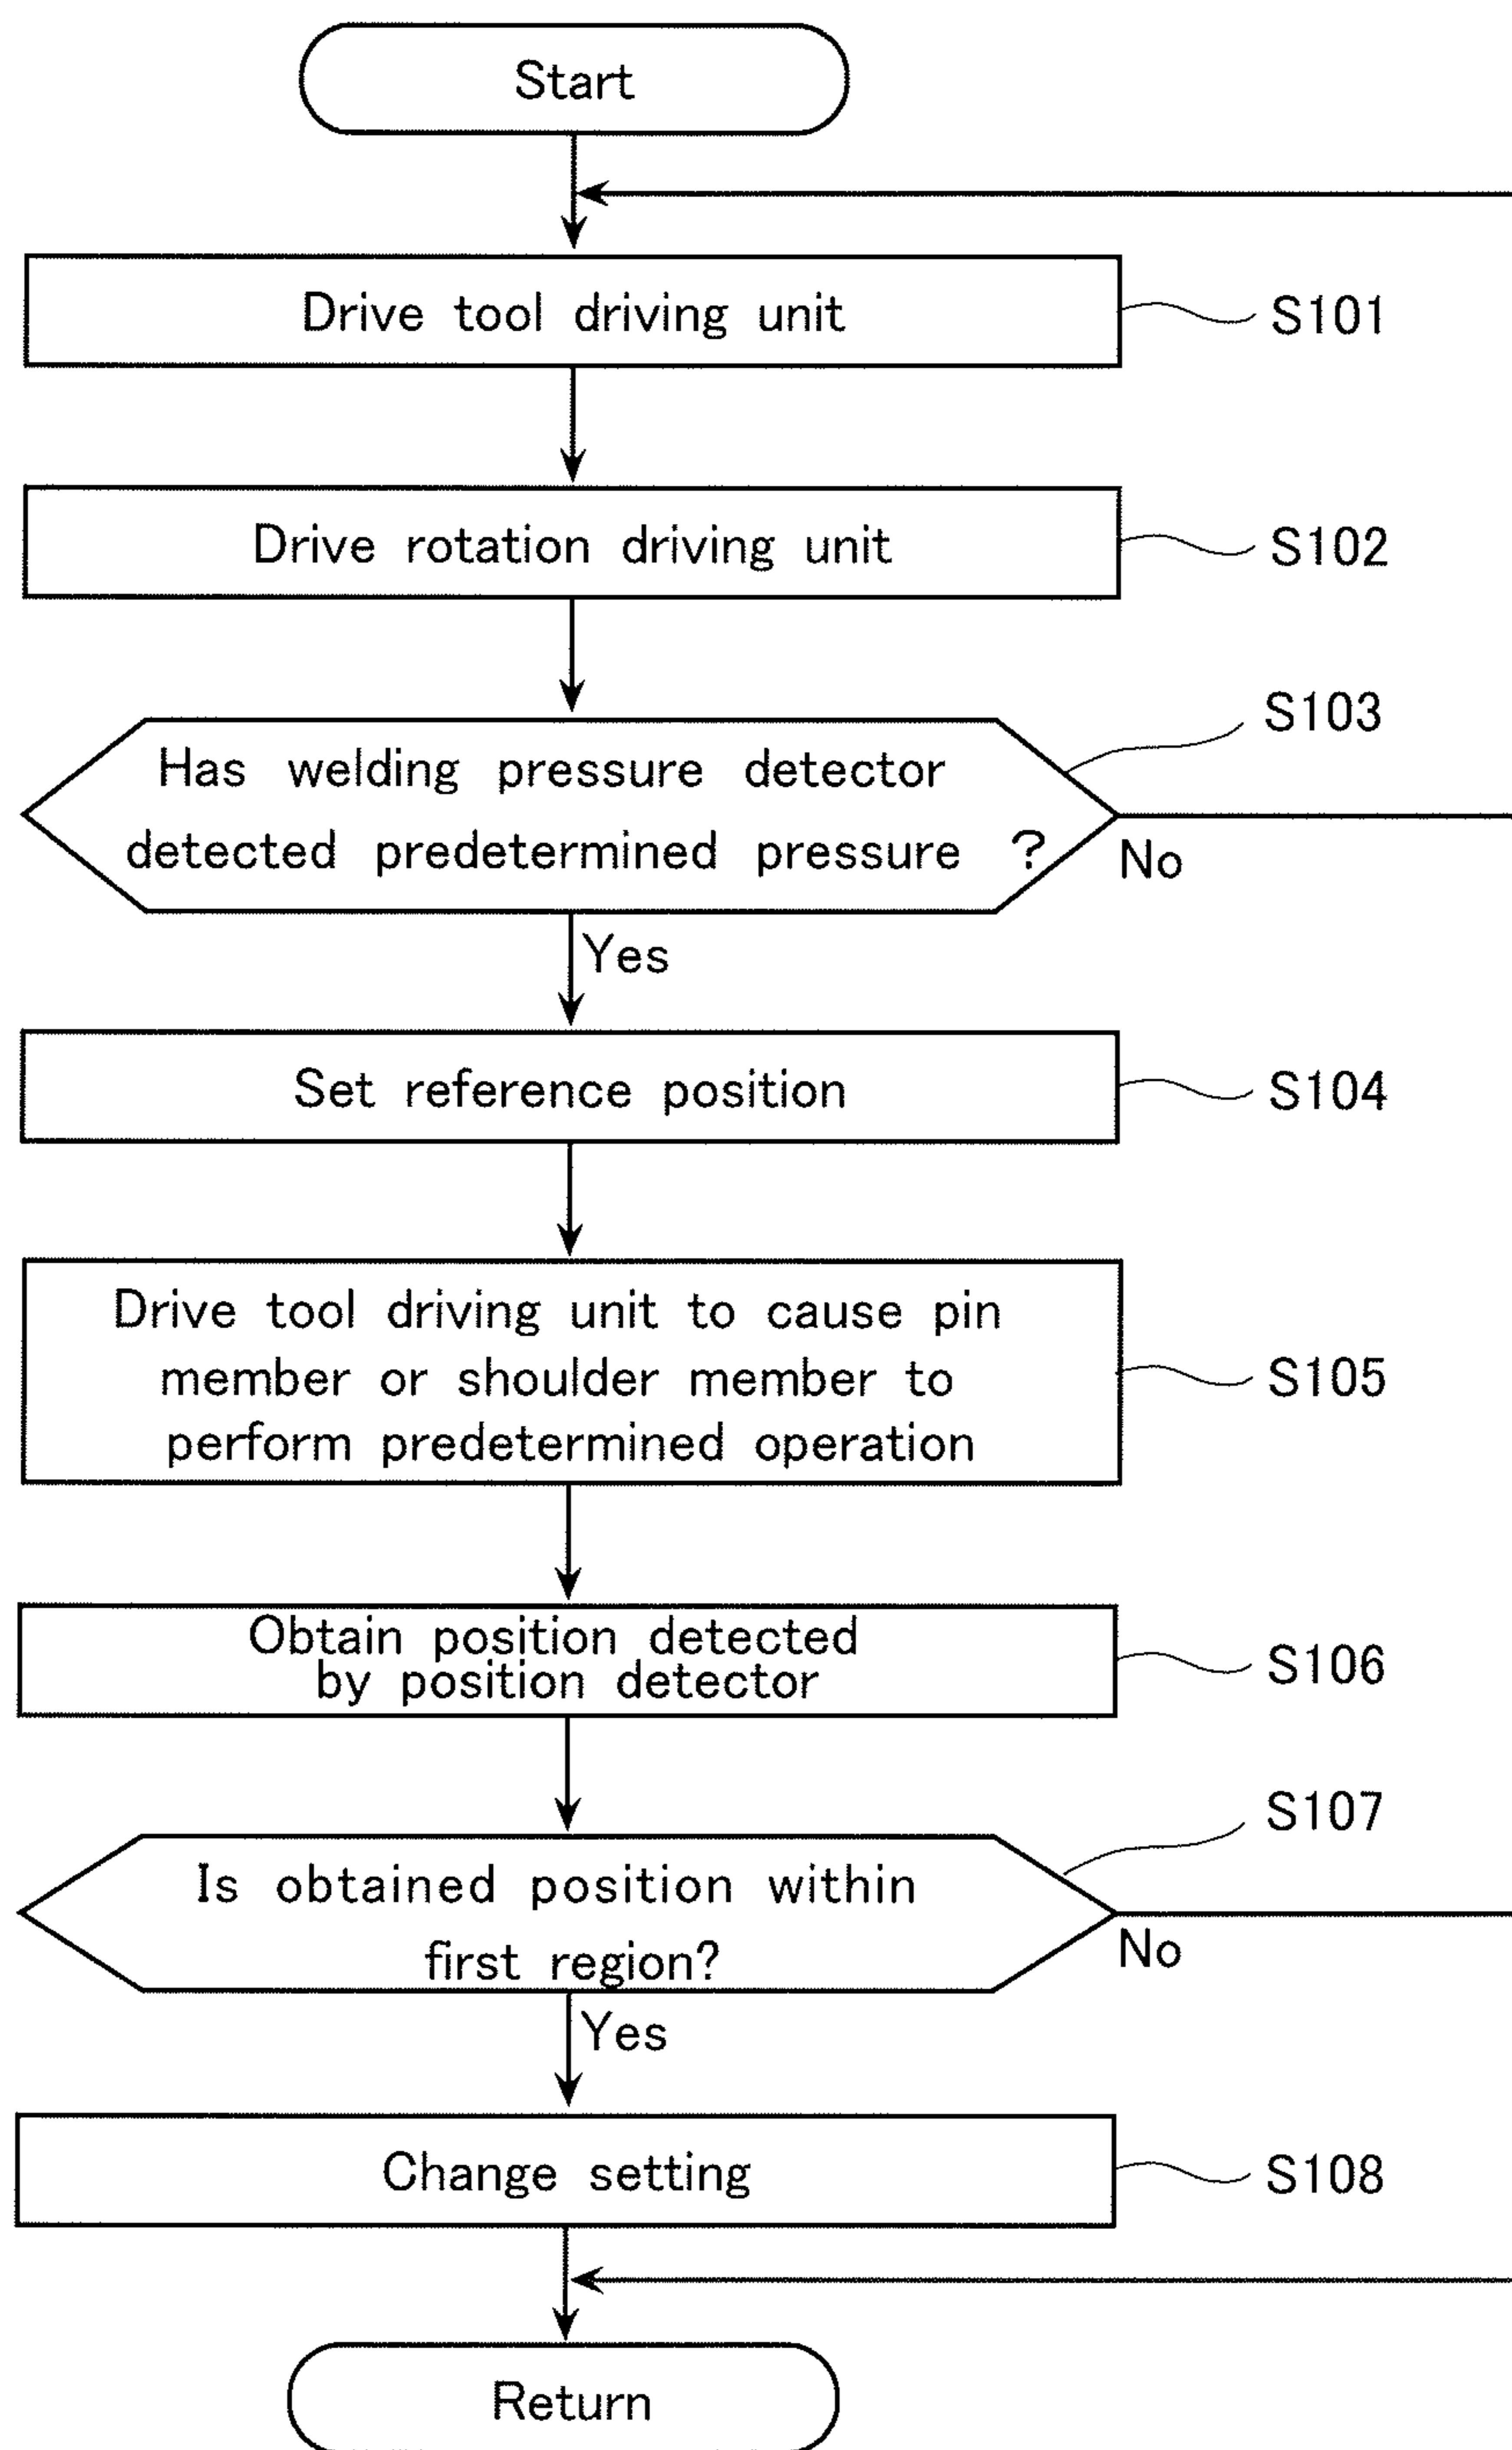 Start
Drive tool driving unit
S101
Drive rotation driving unit
S102
S103
Has welding pressure detector
detected predetermined pressure ?
No
Yes
Set reference position
S104
Drive tool driving unit to cause pin
member or shoulder member to
perform predetermined operation
S105
Obtain position detected
by position detector
S106
S107
Is obtained position within
first region?
No
Yes
Change setting
S108
Return